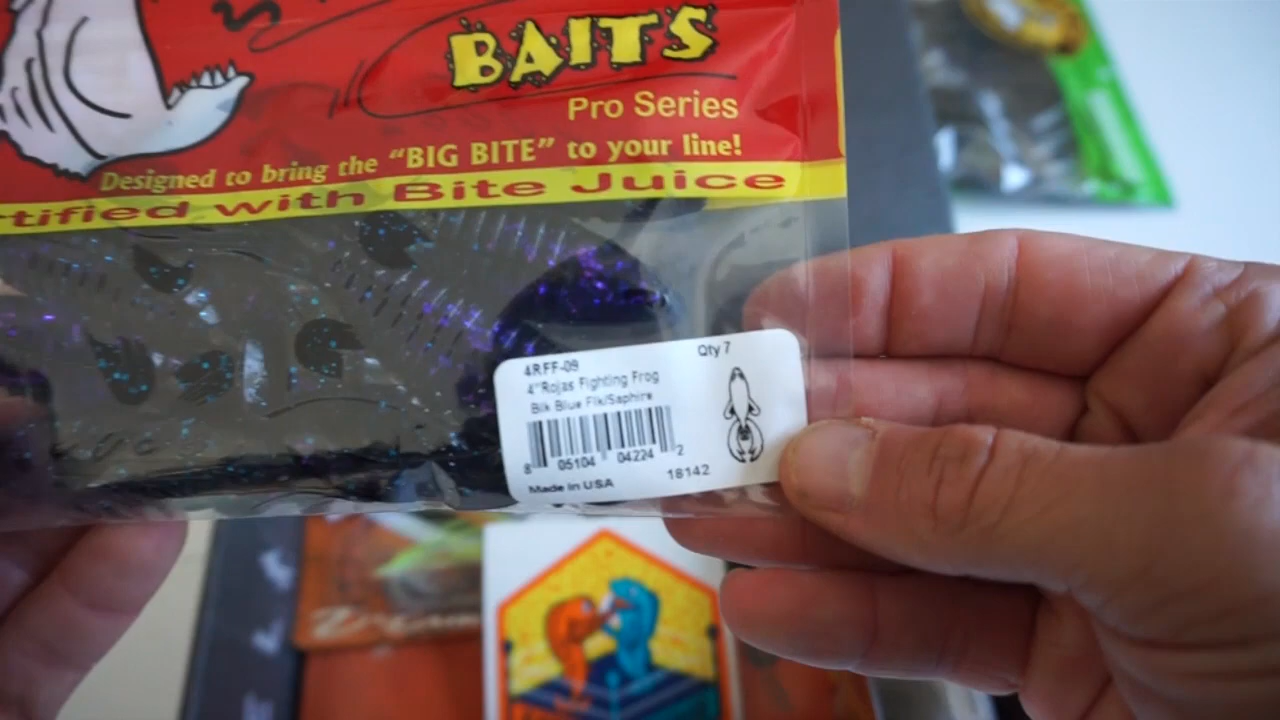 BAITS
Pro Series
Designed to bring the “BIG BITE” to your line!
tified with Bite Juice
Qty 7
4RFF-09
4" Rojas Fighting Frog
Blk Blue Flk/Saphire
8 05104 04224 2
Made in USA 18142